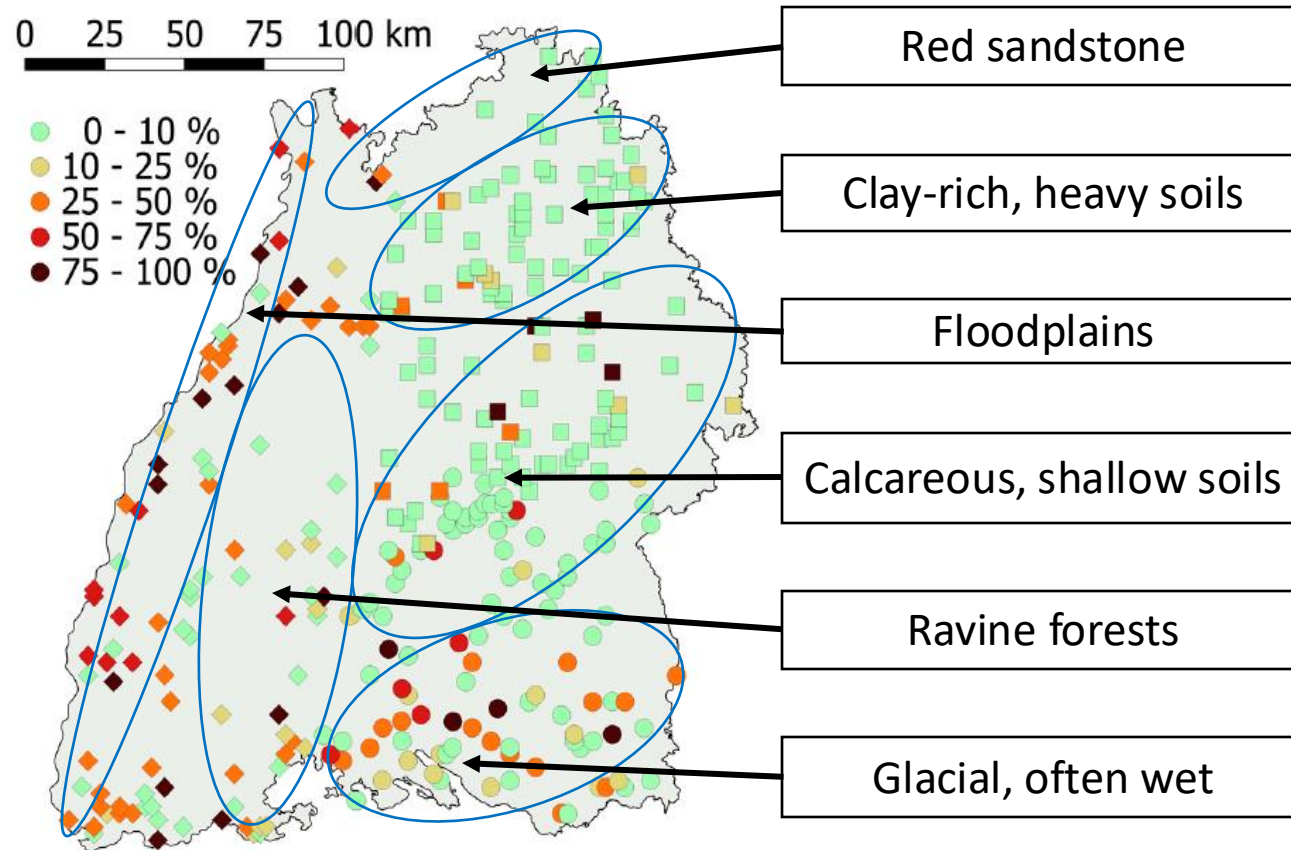 0 25 50 75 100 km
0 - 10 %
10 - 25 %
25 - 50 %
50 - 75 %
75 - 100 %
Red sandstone
Clay-rich, heavy soils
Floodplains
Calcareous, shallow soils
Ravine forests
Glacial, often wet